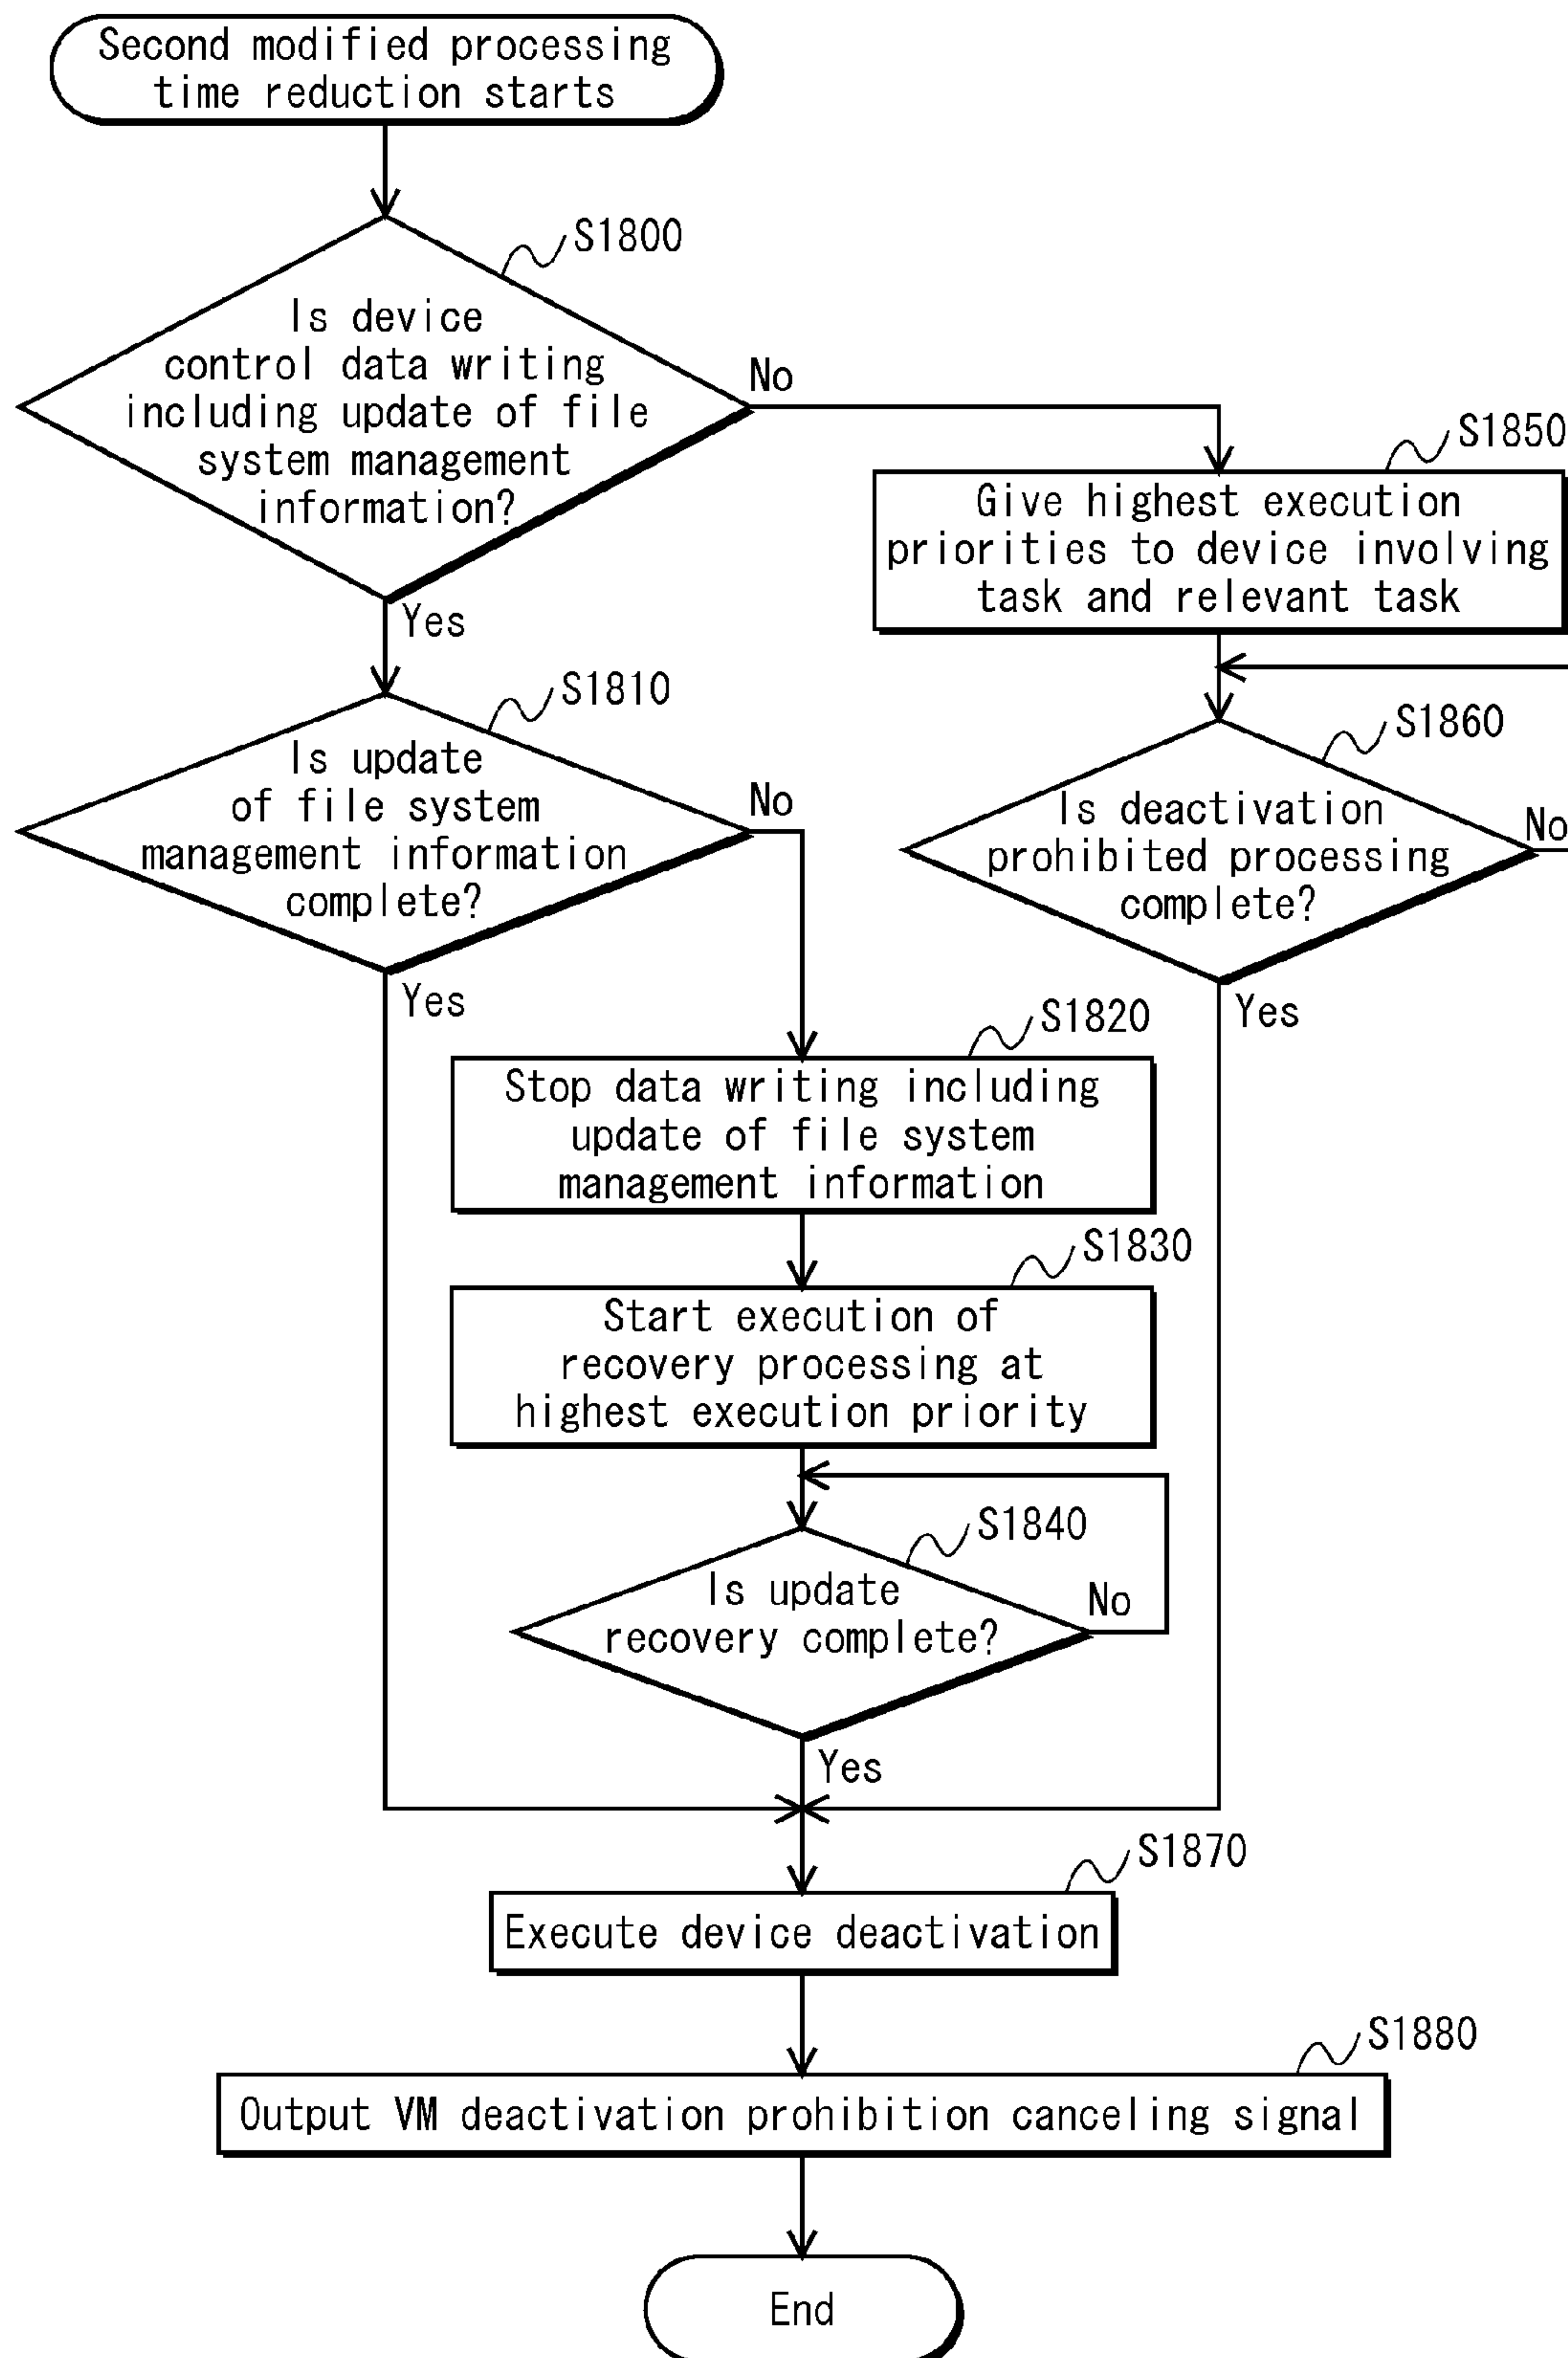 Second modified processing
time reduction starts
S1800
Is device
control data writing
including update of file
system management
information?
No
Yes
S1850
Give highest execution
priorities to device involving
task and relevant task
S1810
Is update
of file system
management information
complete?
No
Yes
S1860
Is deactivation
prohibited processing
complete?
No
Yes
S1820
Stop data writing including
update of file system
management information
S1830
Start execution of
recovery processing at
highest execution priority
S1840
Is update
recovery complete?
No
Yes
S1870
Execute device deactivation
S1880
Output VM deactivation prohibition canceling signal
End